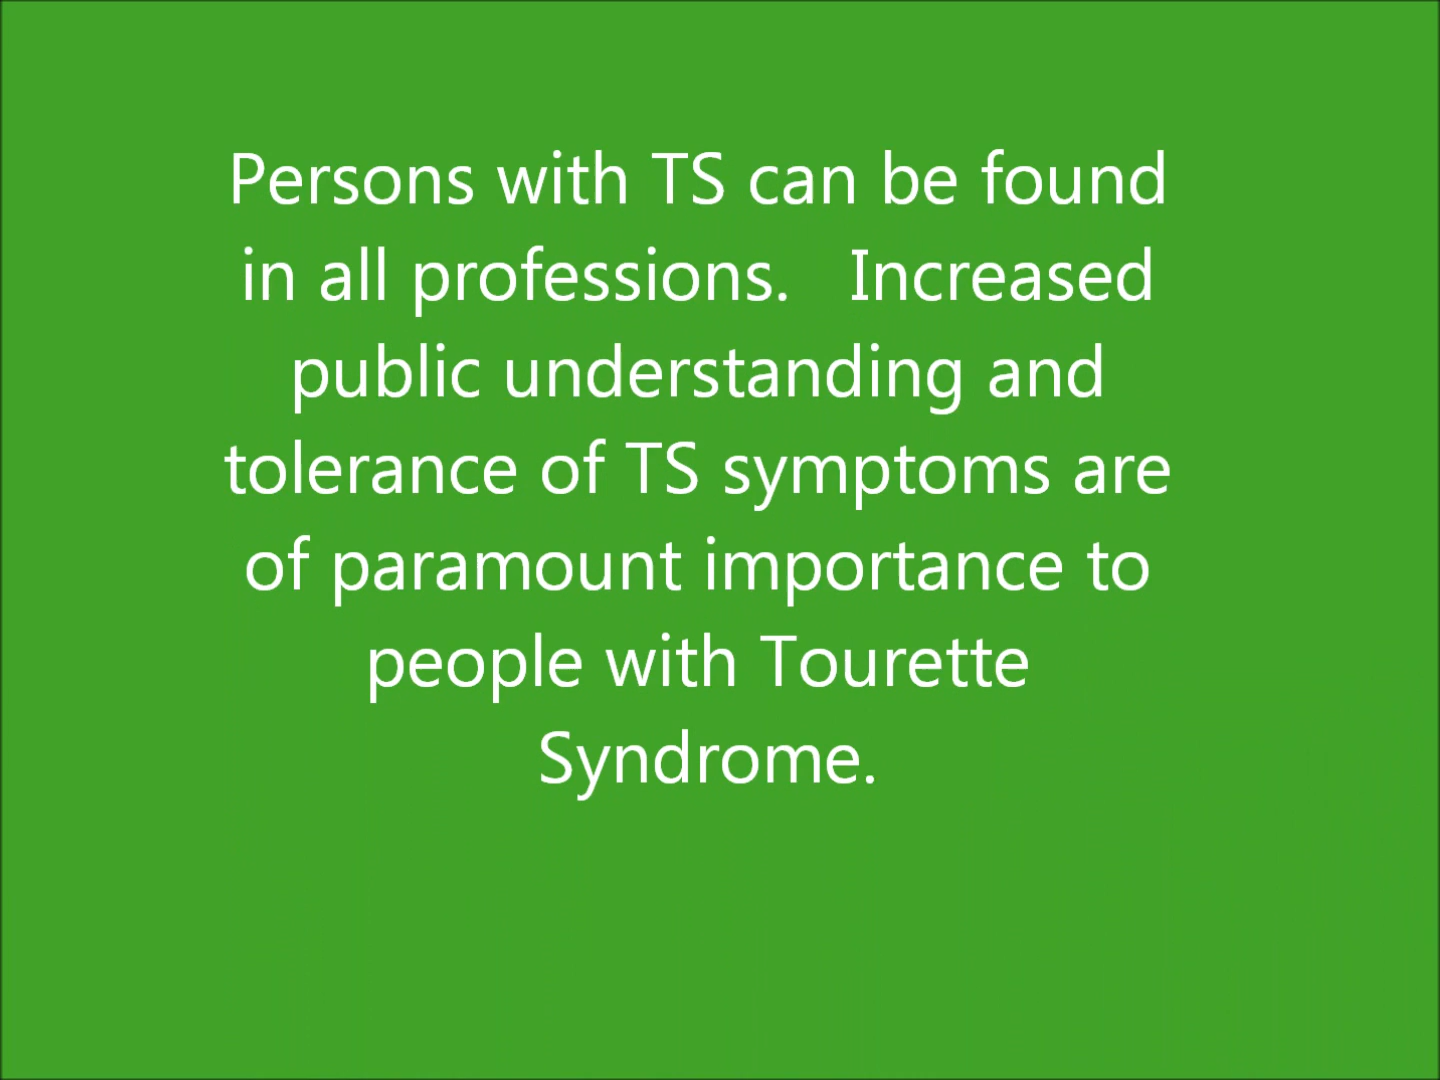 Persons with TS can be found
in all professions.   Increased
public understanding and
tolerance of TS symptoms are
of paramount importance to
people with Tourette
Syndrome.